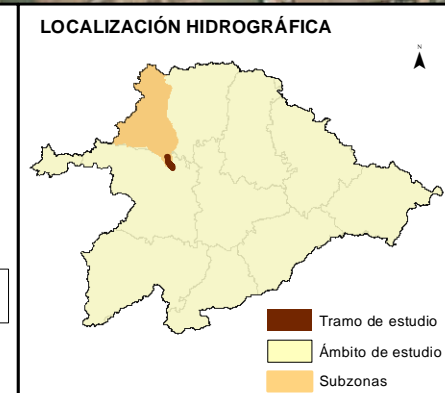 LOCALIZACIÓN HIDROGRÁFICA
N
Tramo de estudio
Ámbito de estudio
Subzonas